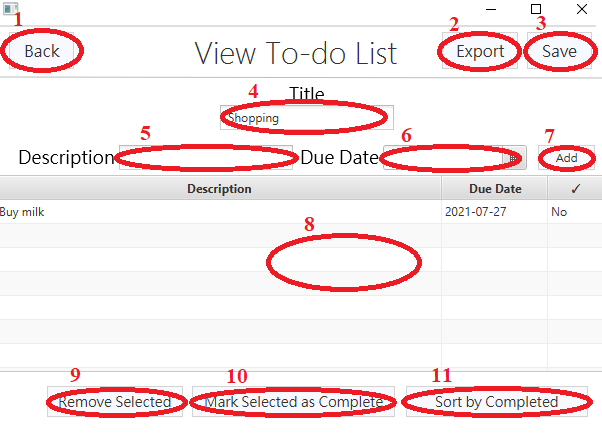 1 2 3
Back View To-do List Export Save
Title
4
Shopping
5 6 7
Description Due Date Add
Description Due Date ✓
Buy milk 2021-07-27 No
8
9 10 11
Remove Selected Mark Selected as Complete Sort by Completed